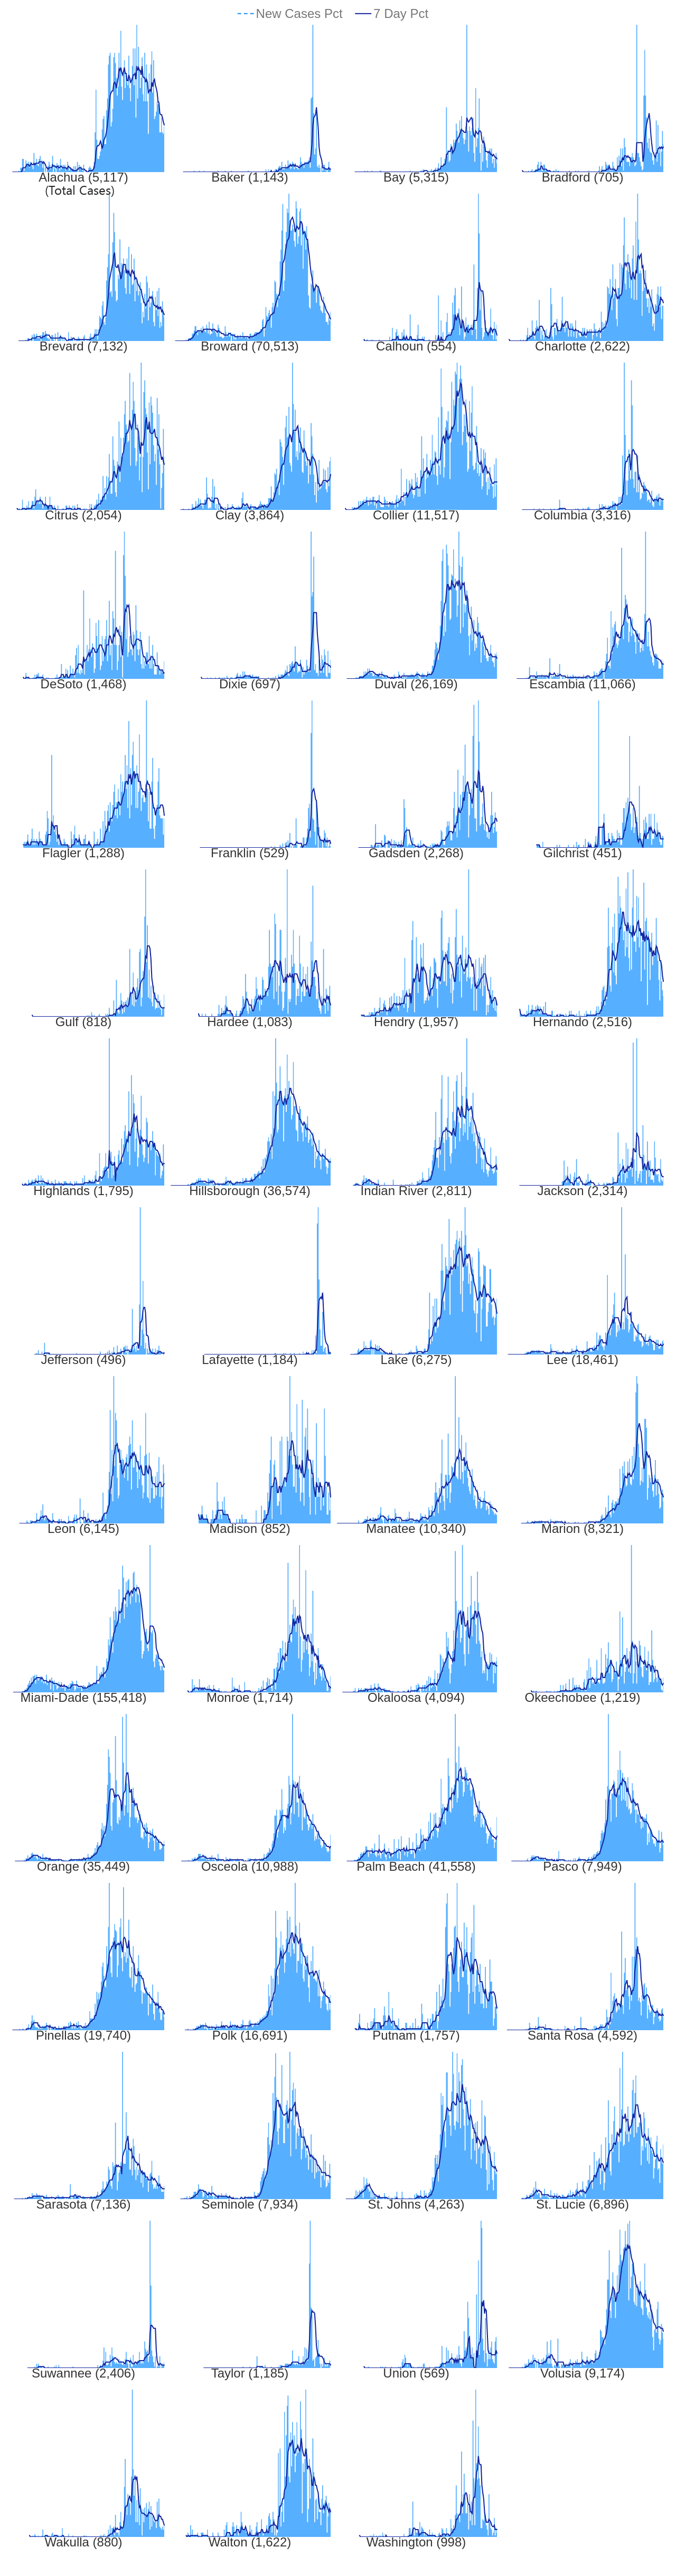 New Cases Pct 7 Day Pct
Alachua (5,117) Baker (1,143) Bay (5,315) Bradford (705)
(Total Cases)
Brevard (7,132) Broward (70,513) Calhoun (554) Charlotte (2,622)
Citrus (2,054) Clay (3,864) Collier (11,517) Columbia (3,316)
DeSoto (1,468) Dixie (697) Duval (26,169) Escambia (11,066)
Flagler (1,288) Franklin (529) Gadsden (2,268) Gilchrist (451)
Gulf (818) Hardee (1,083) Hendry (1,957) Hernando (2,516)
Highlands (1,795) Hillsborough (36,574) Indian River (2,811) Jackson (2,314)
Jefferson (496) Lafayette (1,184) Lake (6,275) Lee (18,461)
Leon (6,145) Madison (852) Manatee (10,340) Marion (8,321)
Miami-Dade (155,418) Monroe (1,714) Okaloosa (4,094) Okeechobee (1,219)
Orange (35,449) Osceola (10,988) Palm Beach (41,558) Pasco (7,949)
Pinellas (19,740) Polk (16,691) Putnam (1,757) Santa Rosa (4,592)
Sarasota (7,136) Seminole (7,934) St. Johns (4,263) St. Lucie (6,896)
Suwannee (2,406) Taylor (1,185) Union (569) Volusia (9,174)
Wakulla (880) Walton (1,622) Washington (998)